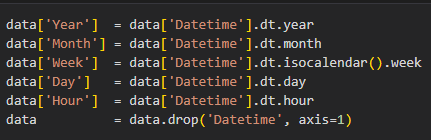 data['Year']  = data['Datetime'].dt.year
data['Month'] = data['Datetime'].dt.month
data['Week']  = data['Datetime'].dt.isocalendar().week
data['Day']   = data['Datetime'].dt.day
data['Hour']  = data['Datetime'].dt.hour
data          = data.drop('Datetime', axis=1)